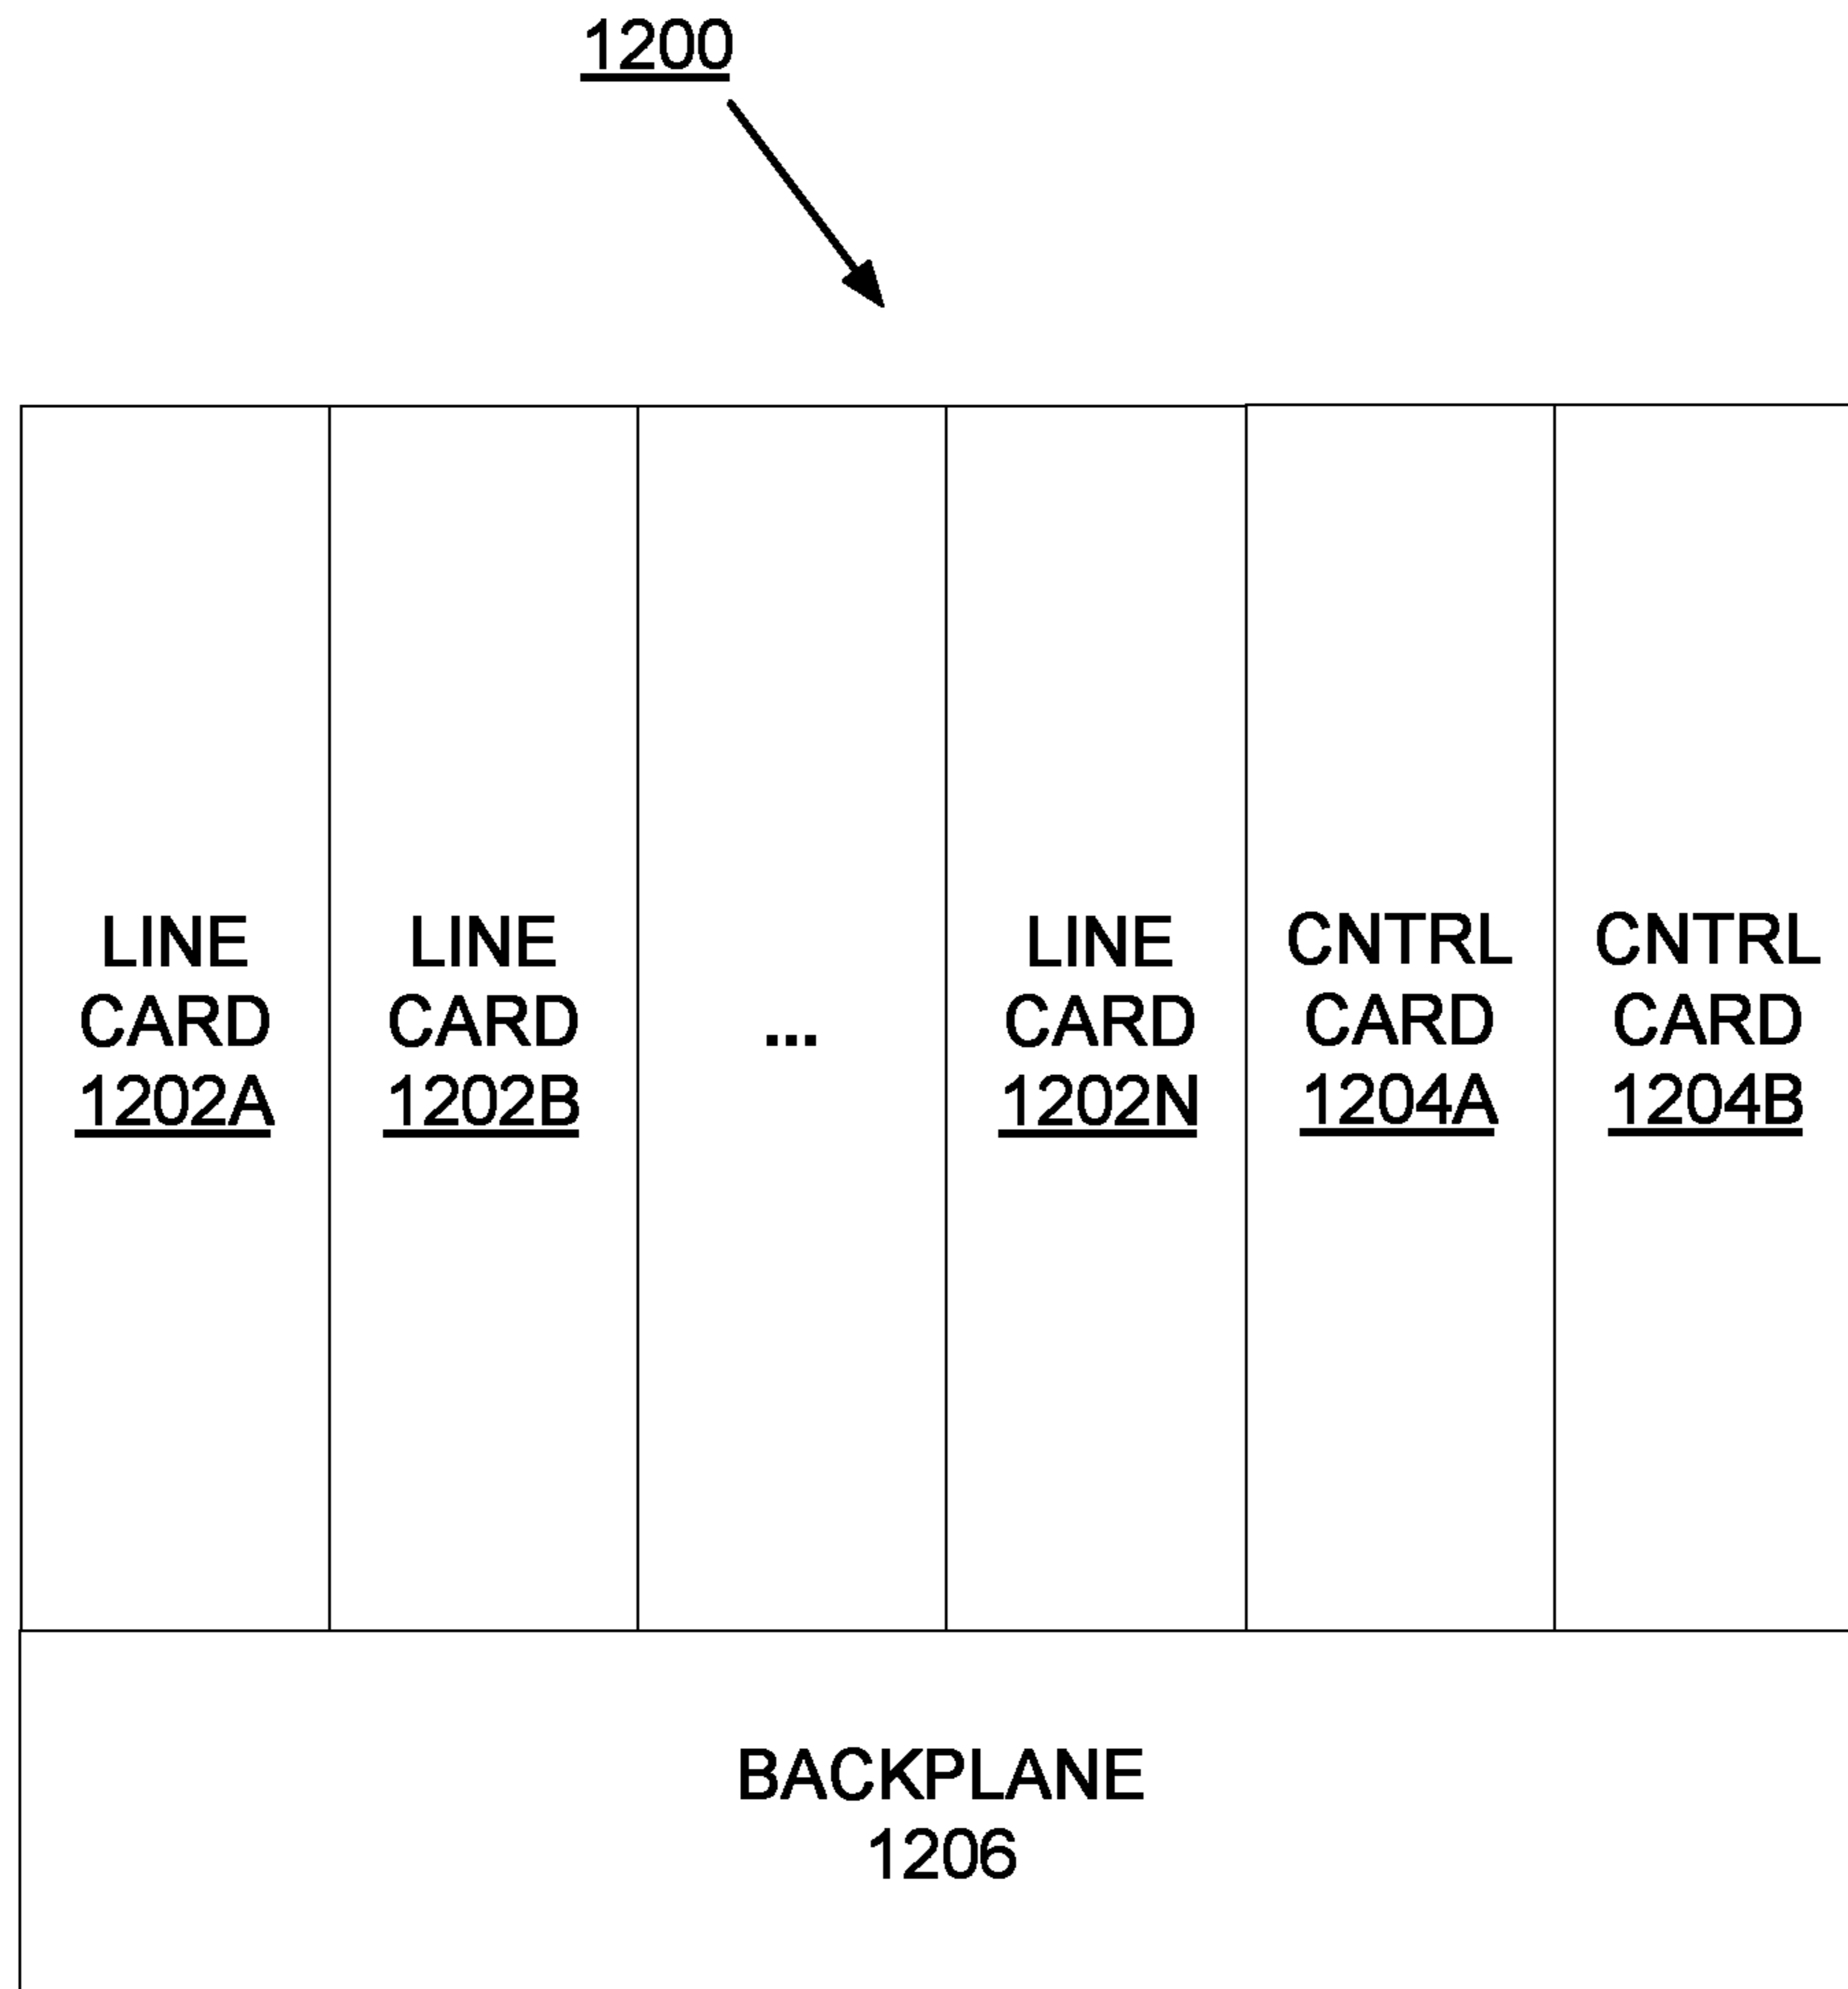 1200
LINE
CARD
1202A
LINE
CARD
1202B
...
LINE
CARD
1202N
CNTRL
CARD
1204A
CNTRL
CARD
1204B
BACKPLANE
1206